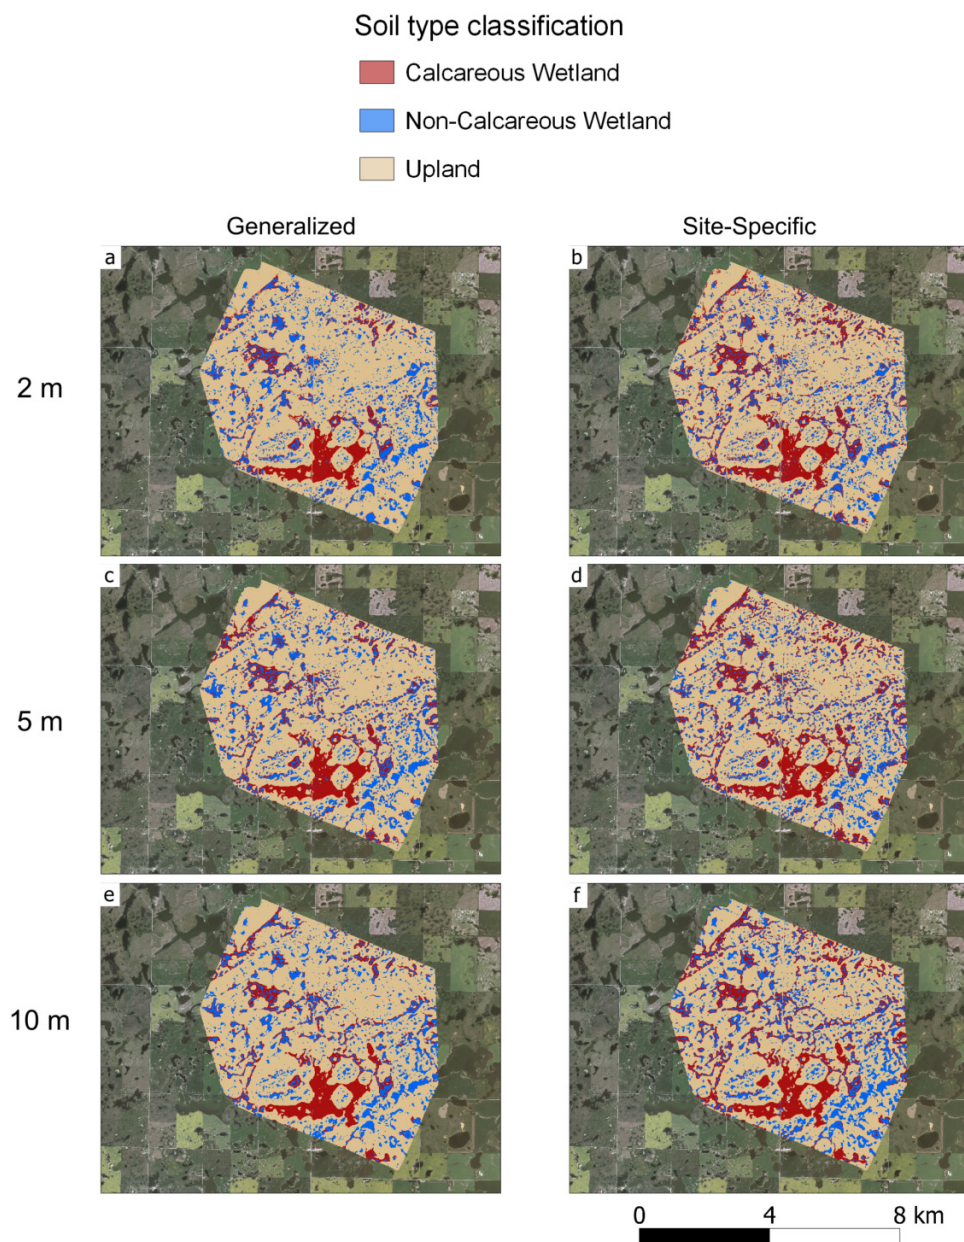 Soil type classification
Calcareous Wetland
Non-Calcareous Wetland
Upland
Generalized
Site-Specific
a
b
2 m
c
d
5 m
e
f
10 m
0 4 8 km